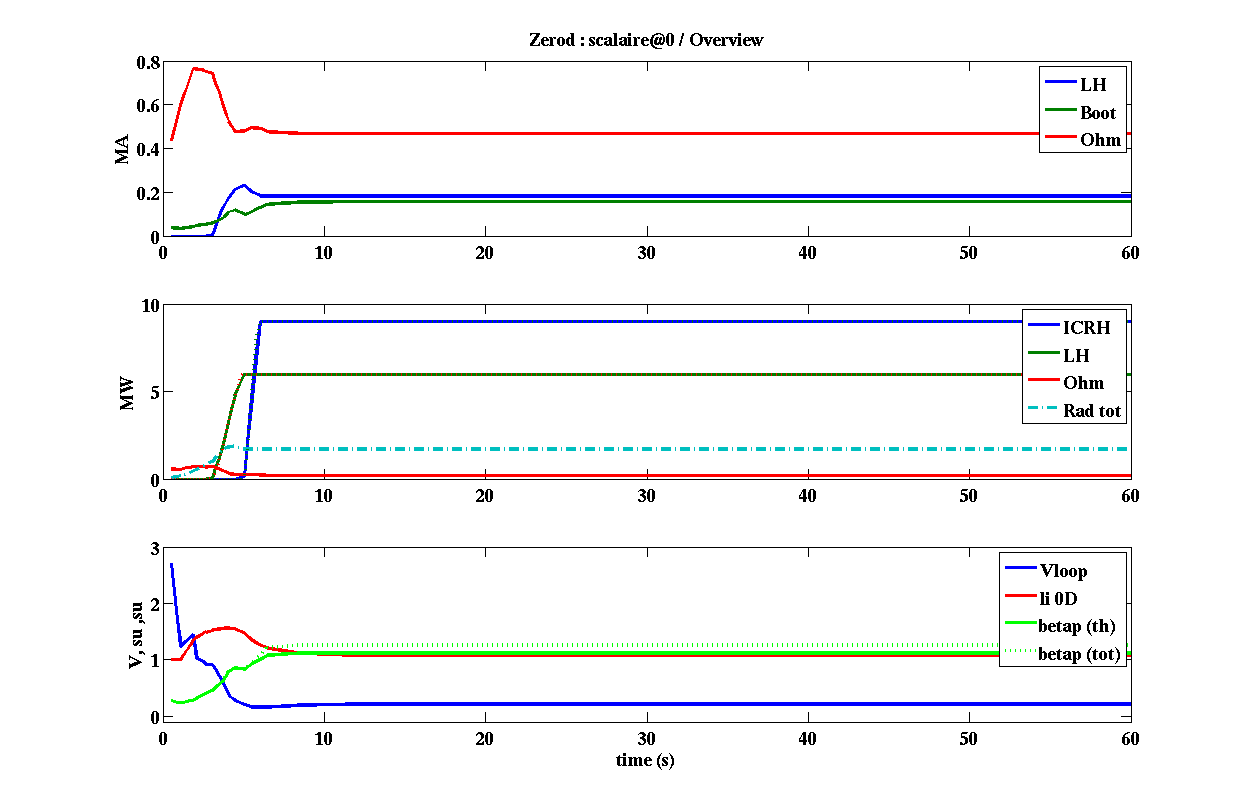 Zerod : scalaire@0 / Overview
0.8
0.6
0.4
0.2
0
MA
LH
Boot
Ohm
0 10 20 30 40 50 60
10
5
0
MW
ICRH
LH
Ohm
Rad tot
0 10 20 30 40 50 60
3
2
1
0
V, su ,su
Vloop
li 0D
betap (th)
betap (tot)
0 10 20 30 40 50 60
time (s)